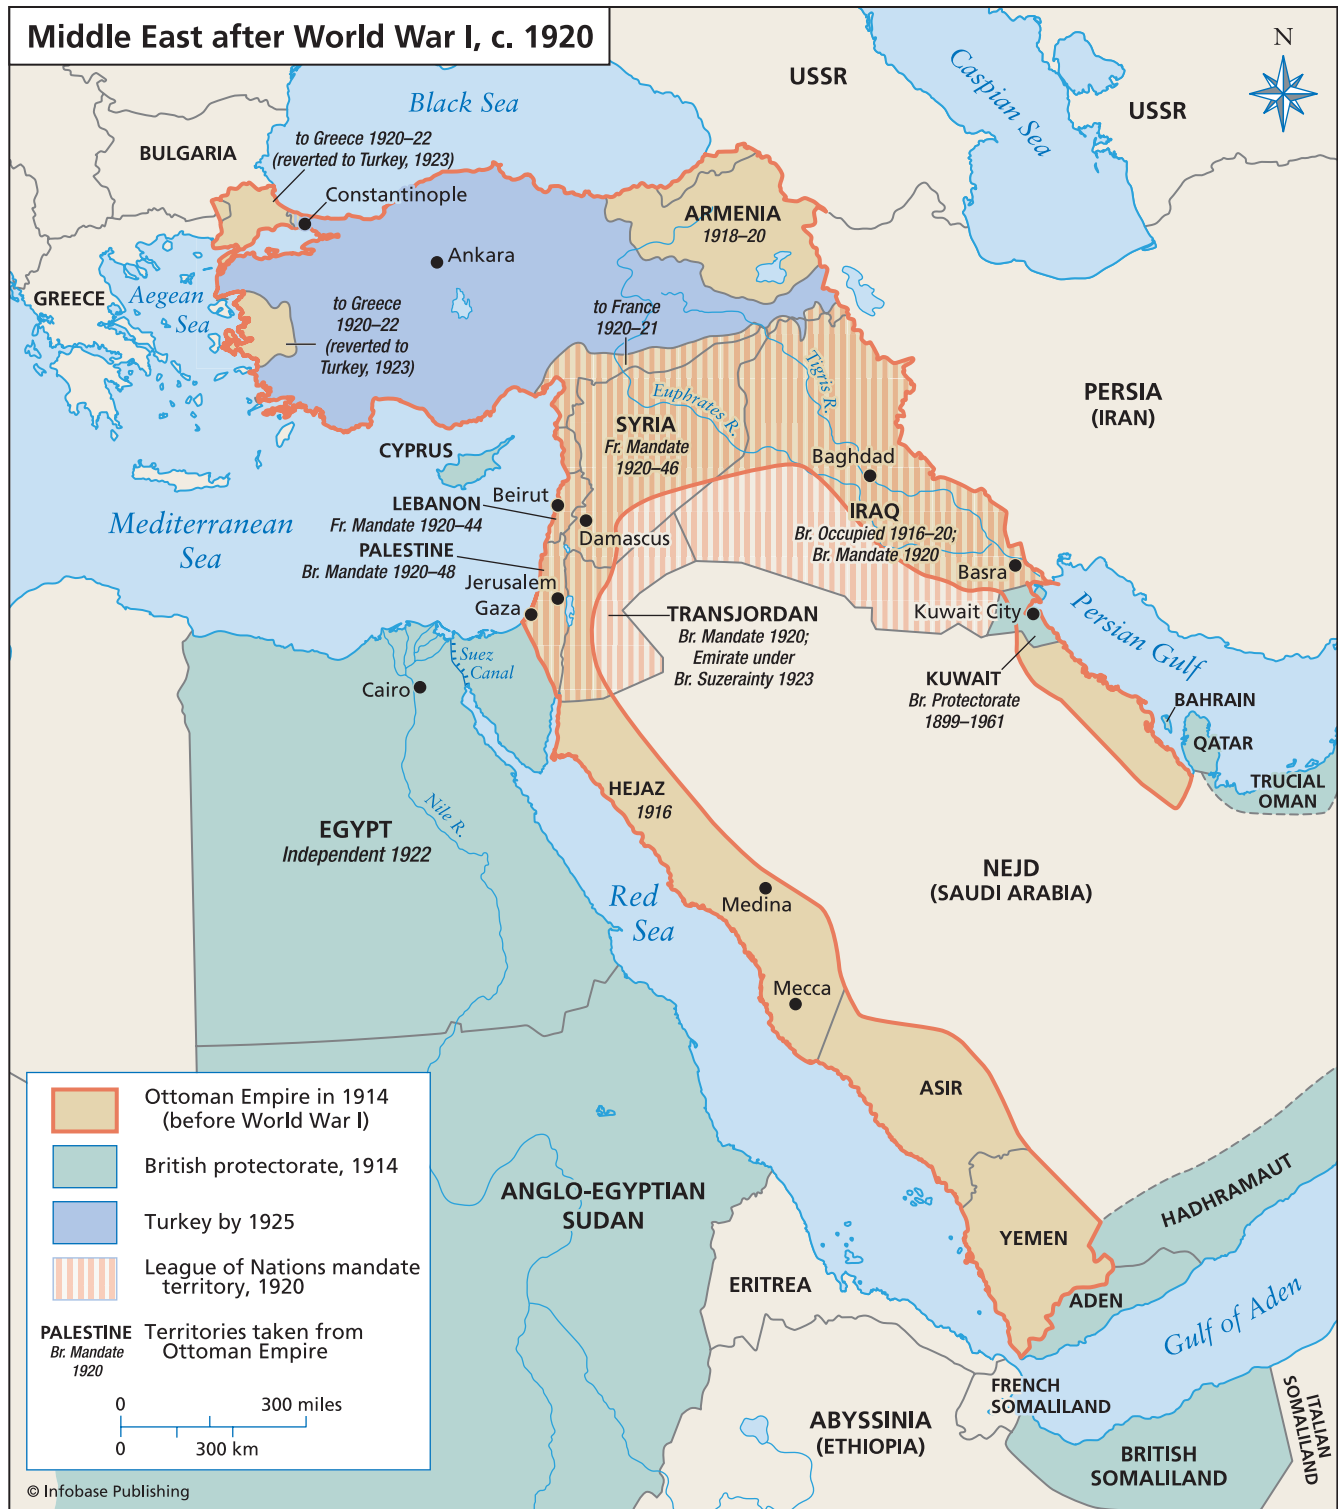 Middle East after World War I, c. 1920
N
USSR
Caspian Sea
USSR
Black Sea
to Greece 1920–22
(reverted to Turkey, 1923)
BULGARIA
Constantinople
ARMENIA
1918–20
Ankara
GREECE
Aegean
Sea
to Greece
1920–22
(reverted to
Turkey, 1923)
to France
1920–21
Tigris R.
Euphrates R.
PERSIA
(IRAN)
SYRIA
Fr. Mandate
1920–46
CYPRUS
Baghdad
LEBANON
Fr. Mandate 1920–44
Beirut
Damascus
IRAQ
Br. Occupied 1916–20;
Br. Mandate 1920
Mediterranean
Sea
PALESTINE
Br. Mandate 1920–48
Jerusalem
Gaza
Basra
Kuwait City
Persian Gulf
TRANSJORDAN
Br. Mandate 1920;
Emirate under
Br. Suzerainty 1923
Suez
Canal
Cairo
KUWAIT
Br. Protectorate
1899–1961
BAHRAIN
QATAR
TRUCIAL
OMAN
HEJAZ
1916
Nile R.
EGYPT
Independent 1922
NEJD
(SAUDI ARABIA)
Red
Sea
Medina
Mecca
ASIR
YEMEN
HADHRAMAUT
ADEN
Gulf of Aden
ANGLO-EGYPTIAN
SUDAN
ERITREA
FRENCH
SOMALILAND
ABYSSINIA
(ETHIOPIA)
BRITISH
SOMALILAND
ITALIAN
SOMALILAND
Ottoman Empire in 1914
(before World War I)
British protectorate, 1914
Turkey by 1925
League of Nations mandate
territory, 1920
PALESTINE
Br. Mandate
1920
Territories taken from
Ottoman Empire
0 300 miles
0 300 km
© Infobase Publishing